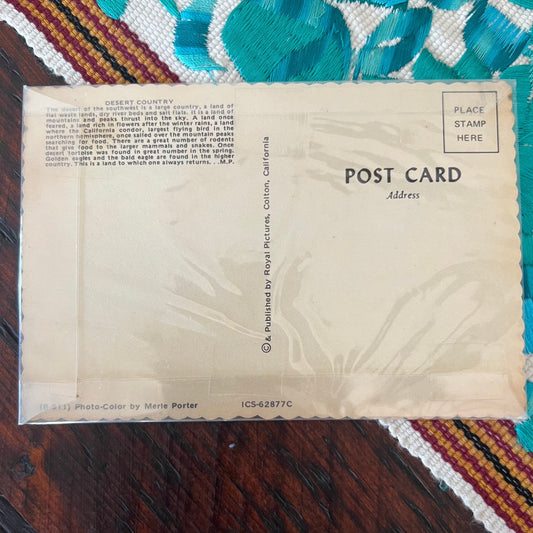 DESERT COUNTRY
The desert of the southwest is a large country, a land of
flat waste lands, dry river beds and salt flats. It is a land of
mountains and peaks thrust into the sky. A land once
feared, a land rich in flowers after the winter rains, a land
where the California condor, largest flying bird in the
northern hemishere, once sailed over the mountain peaks
searching for food. There are a great number of rodents
that give food to the larger mammals and snakes. Once
desert tortoise was found in great number in the spring.
Golden eagles and the bald eagle are found in the higher
country. This is a land to which one always returns. ..M.P.
PLACE
STAMP
HERE
POST CARD
Address
© & Published by Royal Pictures, Colton, California
Photo-Color by Merle Porter
ICS-62877C